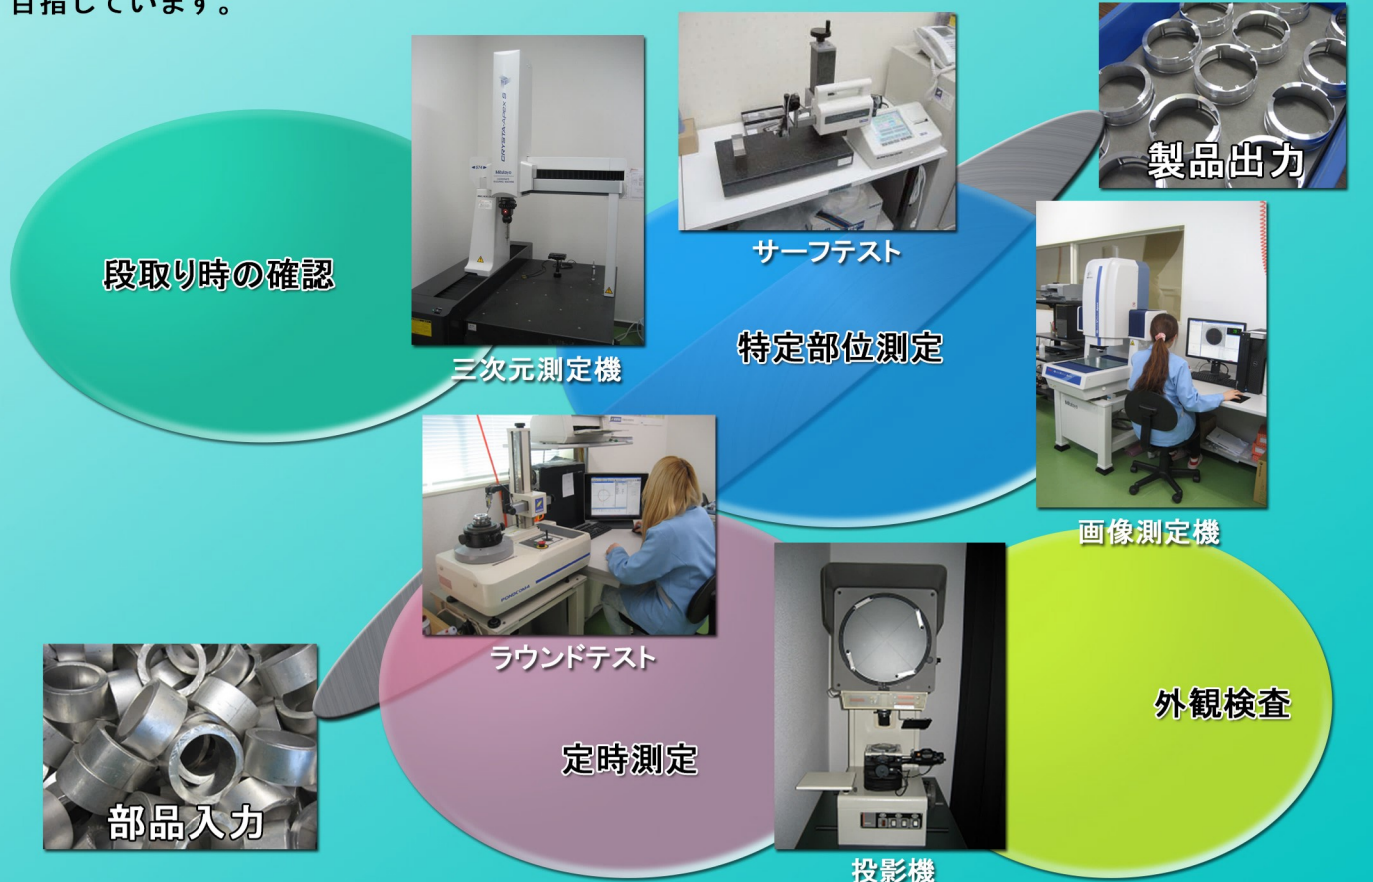 目指しています。
製品出力
サーフテスト
段取り時の確認
特定部位測定
三次元測定機
CRYSTA-Apex S
Mitutoyo
画像測定機
ラウンドテスト
外観検査
定時測定
部品入力
投影機